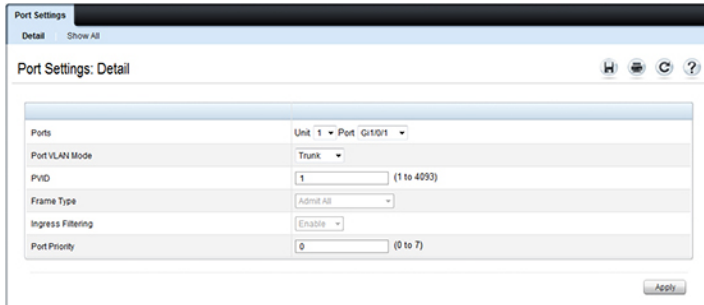 Port Settings
Detail Show All
Port Settings: Detail
Ports Unit 1 Port Gi1/0/1
Port VLAN Mode Trunk
PVID 1 (1 to 4093)
Frame Type Admit All
Ingress Filtering Enable
Port Priority 0 (0 to 7)
Apply